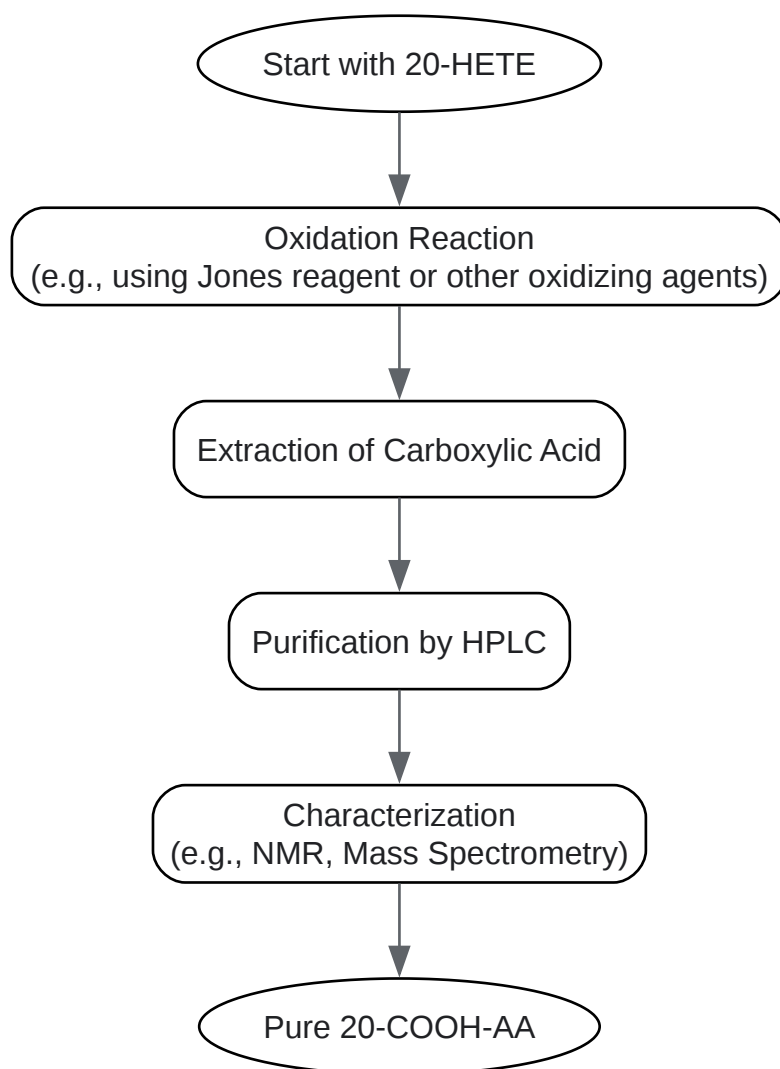 Start with 20-HETE
Oxidation Reaction
(e.g., using Jones reagent or other oxidizing agents)
Extraction of Carboxylic Acid
Purification by HPLC
Characterization
(e.g., NMR, Mass Spectrometry)
Pure 20-COOH-AA